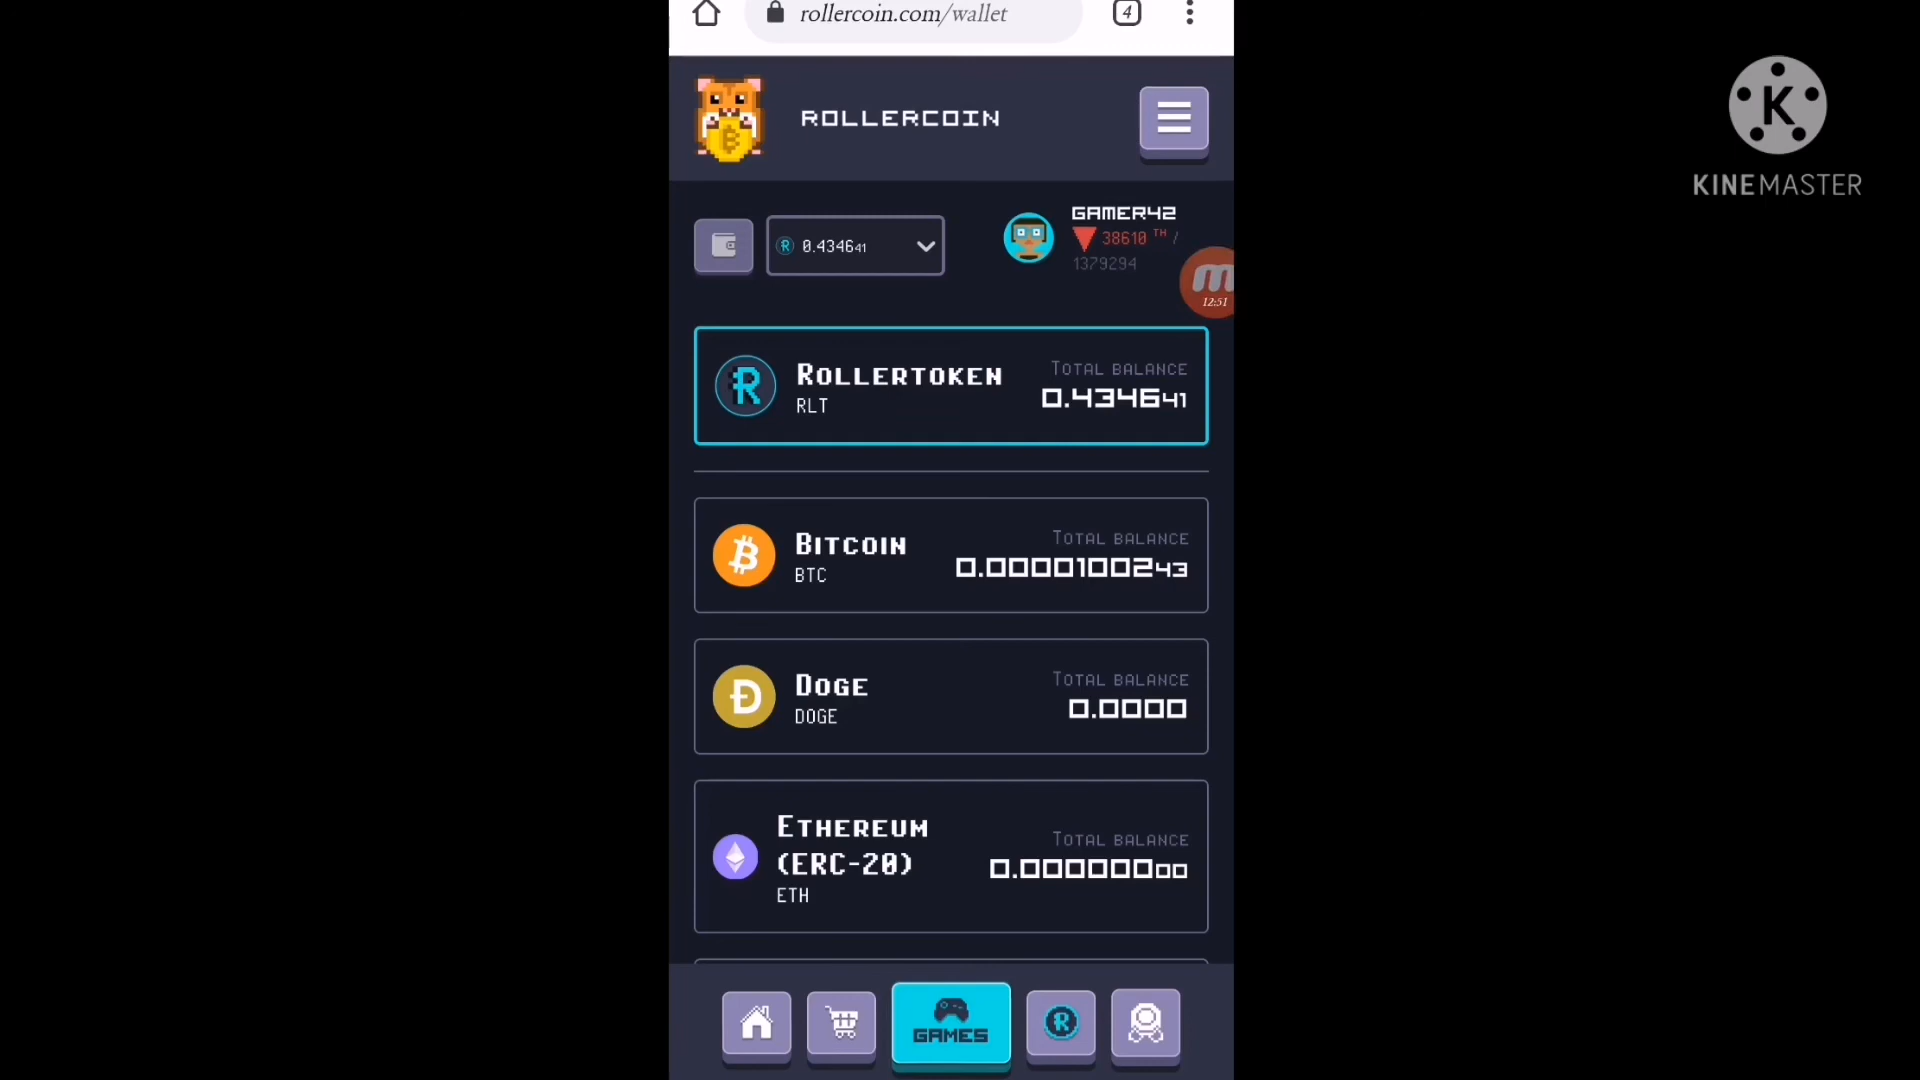 rollercoin.com/wallet
4
ROLLERCOIN
KINEMASTER
0.434641
GAMER42
38610 TH /
1379294
12:51
ROLLERTOKEN
RLT
TOTAL BALANCE
0.434641
BITCOIN
BTC
TOTAL BALANCE
0.0000100243
DOGE
DOGE
TOTAL BALANCE
0.0000
ETHEREUM
(ERC-20)
ETH
TOTAL BALANCE
0.00000000
GAMES